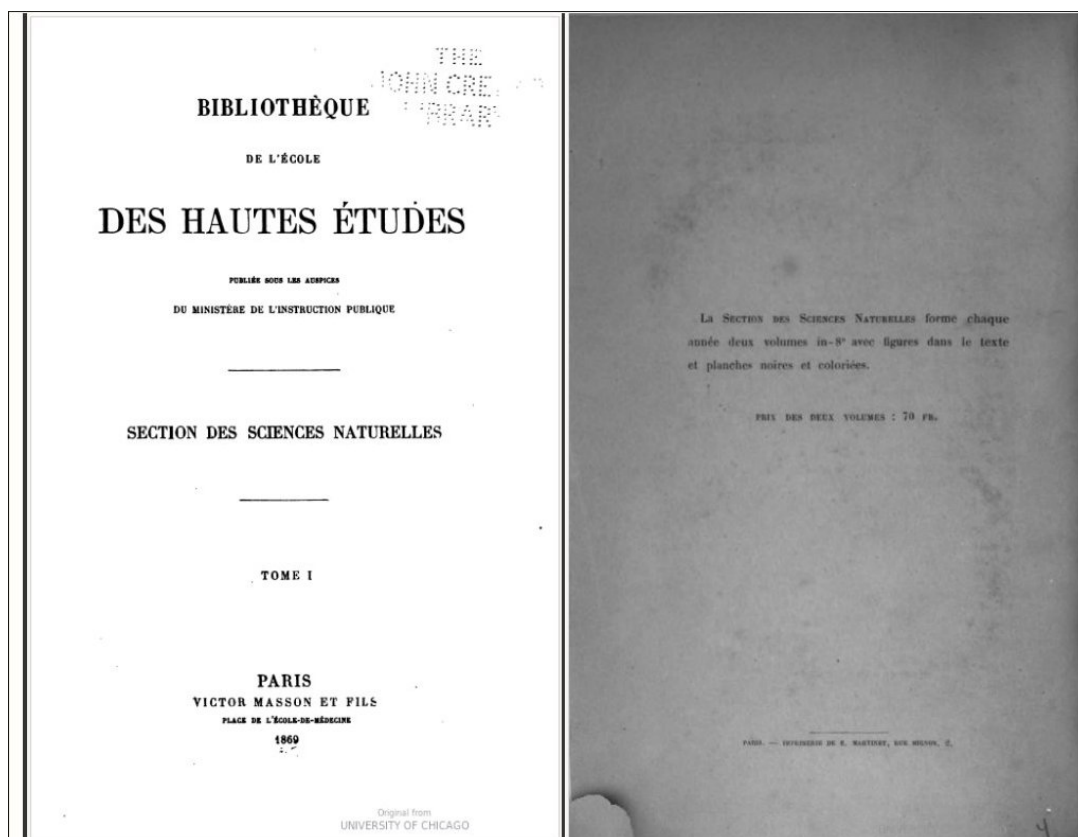 THE
JOHN CRE
BRAR
BIBLIOTHÈQUE
DE L'ÉCOLE
DES HAUTES ÉTUDES
PUBLIÉE SOUS LES AUSPICES
DU MINISTÈRE DE L'INSTRUCTION PUBLIQUE
SECTION DES SCIENCES NATURELLES
TOME I
PARIS
VICTOR MASSON ET FILS
PLACE DE L'ÉCOLE-DE-MÉDECINE
1869
Original from
UNIVERSITY OF CHICAGO
La SECTION DES SCIENCES NATURELLES forme chaque
année deux volumes in-8° avec figures dans le texte
et planches noires et coloriées.
PRIX DES DEUX VOLUMES : 70 FR.
PARIS. — IMPRIMERIE DE E. MARTINET, RUE MIGNON, 2.
4